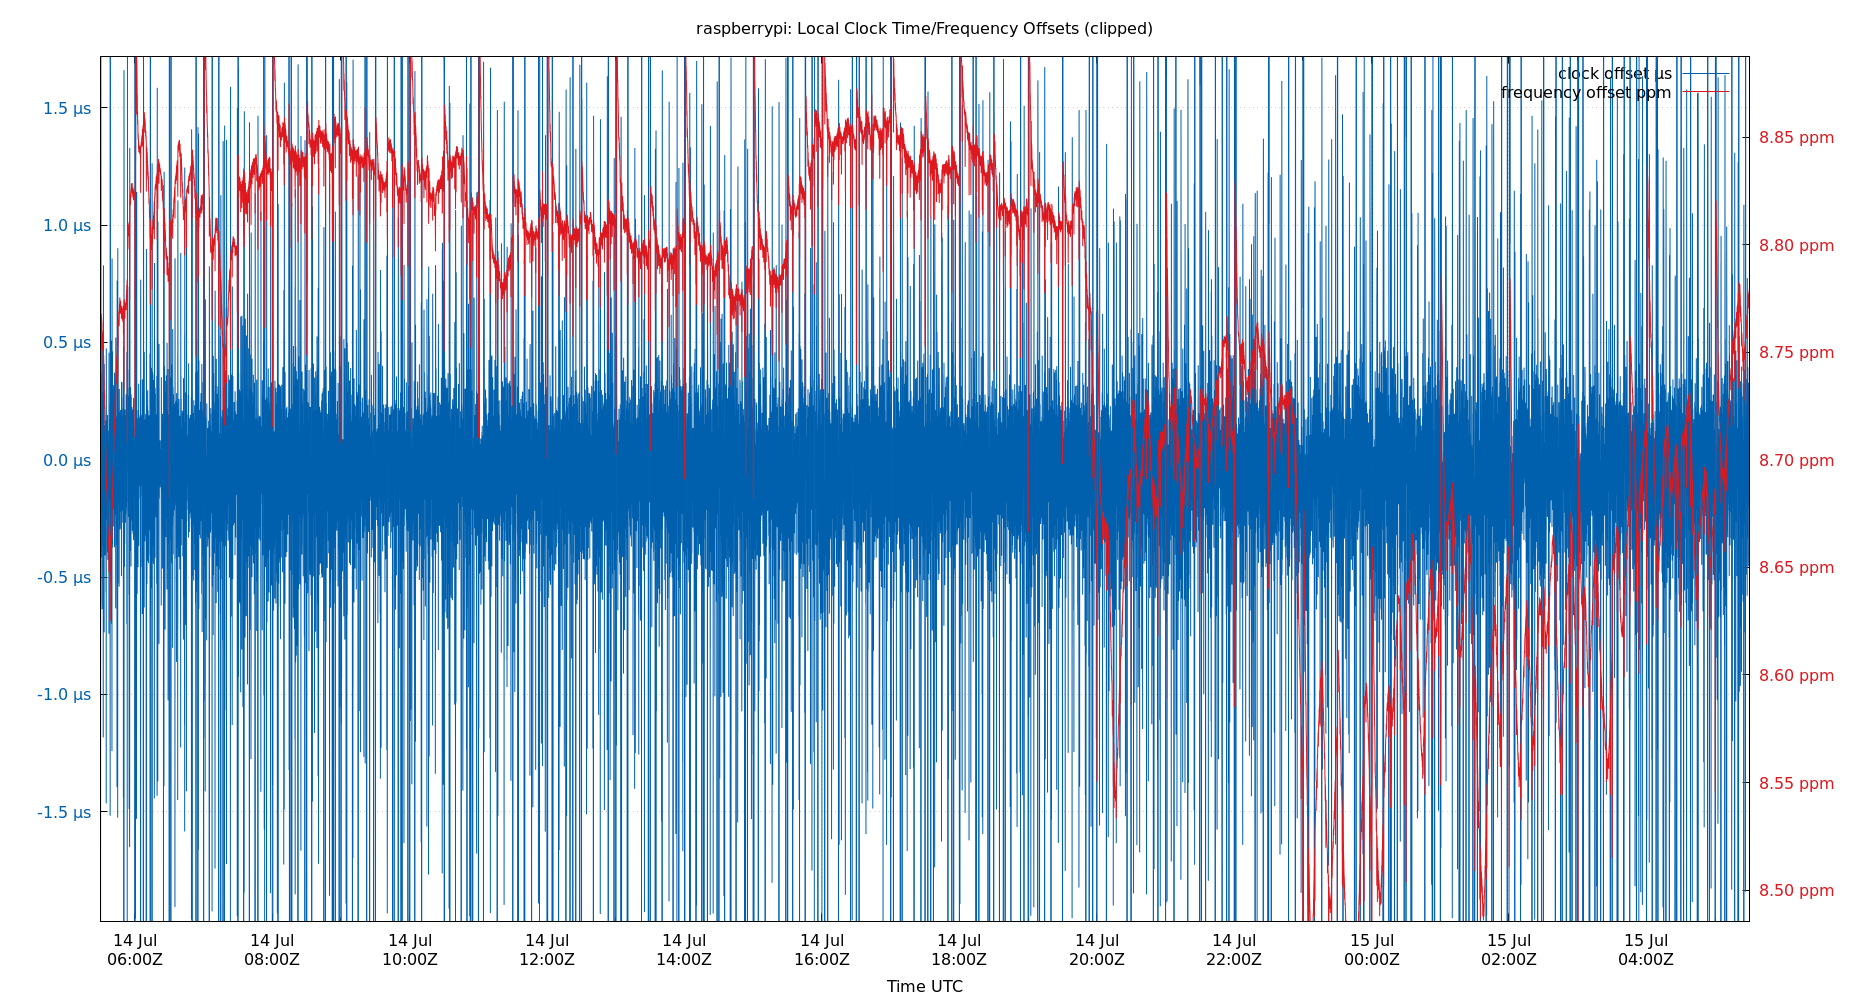 raspberrypi: Local Clock Time/Frequency Offsets (clipped)
clock offset µs
frequency offset ppm
1.5 µs
1.0 µs
0.5 µs
0.0 µs
-0.5 µs
-1.0 µs
-1.5 µs
8.85 ppm
8.80 ppm
8.75 ppm
8.70 ppm
8.65 ppm
8.60 ppm
8.55 ppm
8.50 ppm
14 Jul
06:00Z
14 Jul
08:00Z
14 Jul
10:00Z
14 Jul
12:00Z
14 Jul
14:00Z
14 Jul
16:00Z
14 Jul
18:00Z
14 Jul
20:00Z
14 Jul
22:00Z
15 Jul
00:00Z
15 Jul
02:00Z
15 Jul
04:00Z
Time UTC